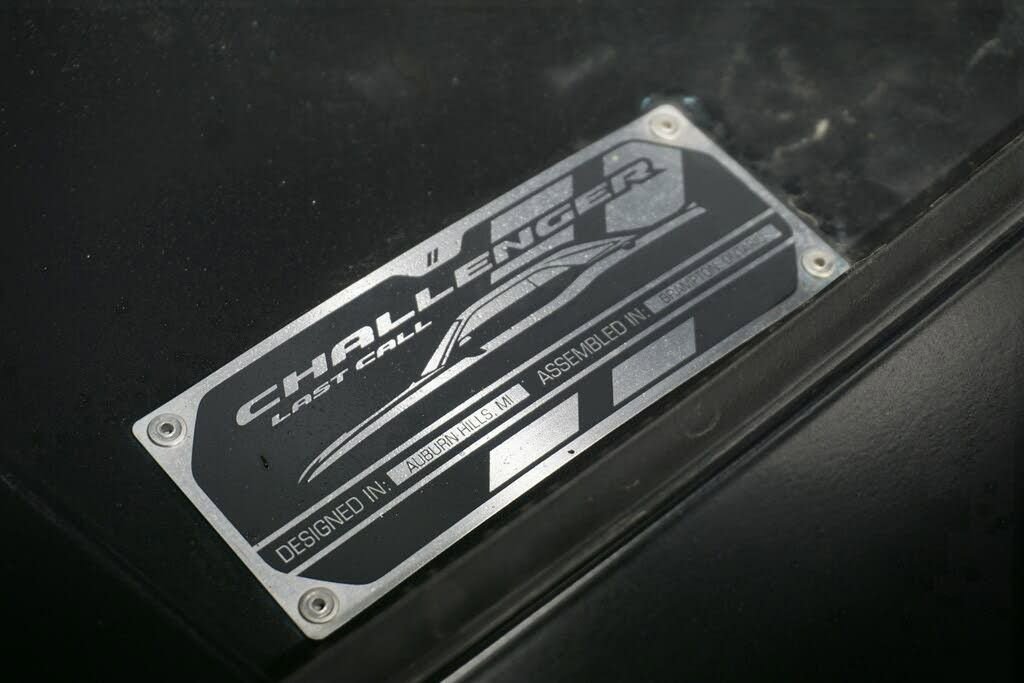 CHALLENGER
LAST CALL
DESIGNED IN: AUBURN HILLS, MI ASSEMBLED IN: BRAMPTON, ONTARIO